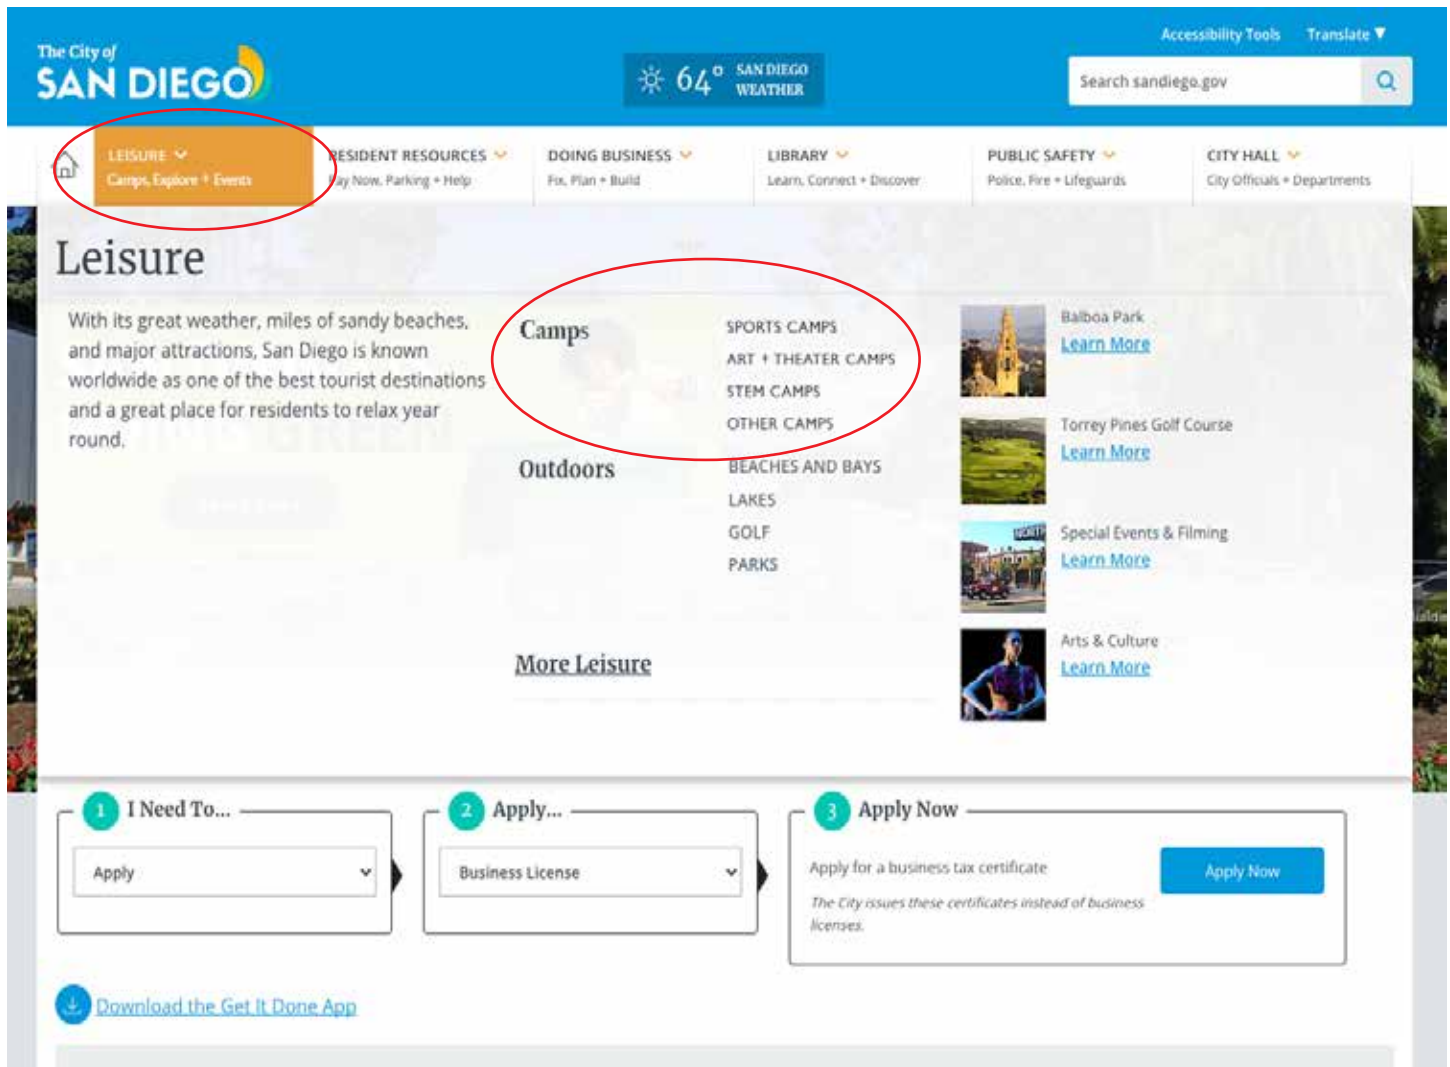 Accessibility Tools
Translate ▼
The City of
SAN DIEGO
64°
SAN DIEGO
WEATHER
Search sandiego.gov
LEISURE
Camps, Explore + Events
RESIDENT RESOURCES
Pay Now, Parking + Help
DOING BUSINESS
Fix, Plan + Build
LIBRARY
Learn, Connect + Discover
PUBLIC SAFETY
Police, Fire + Lifeguards
CITY HALL
City Officials + Departments
Leisure
With its great weather, miles of sandy beaches,
and major attractions, San Diego is known
worldwide as one of the best tourist destinations
and a great place for residents to relax year
round.
Camps
SPORTS CAMPS
ART + THEATER CAMPS
STEM CAMPS
OTHER CAMPS
Outdoors
BEACHES AND BAYS
LAKES
GOLF
PARKS
More Leisure
Balboa Park
Learn More
Torrey Pines Golf Course
Learn More
NORTH
Special Events & Filming
Learn More
Arts & Culture
Learn More
1 I Need To...
Apply
2 Apply...
Business License
3 Apply Now
Apply for a business tax certificate
The City issues these certificates instead of business
licenses.
Apply Now
Download the Get It Done App